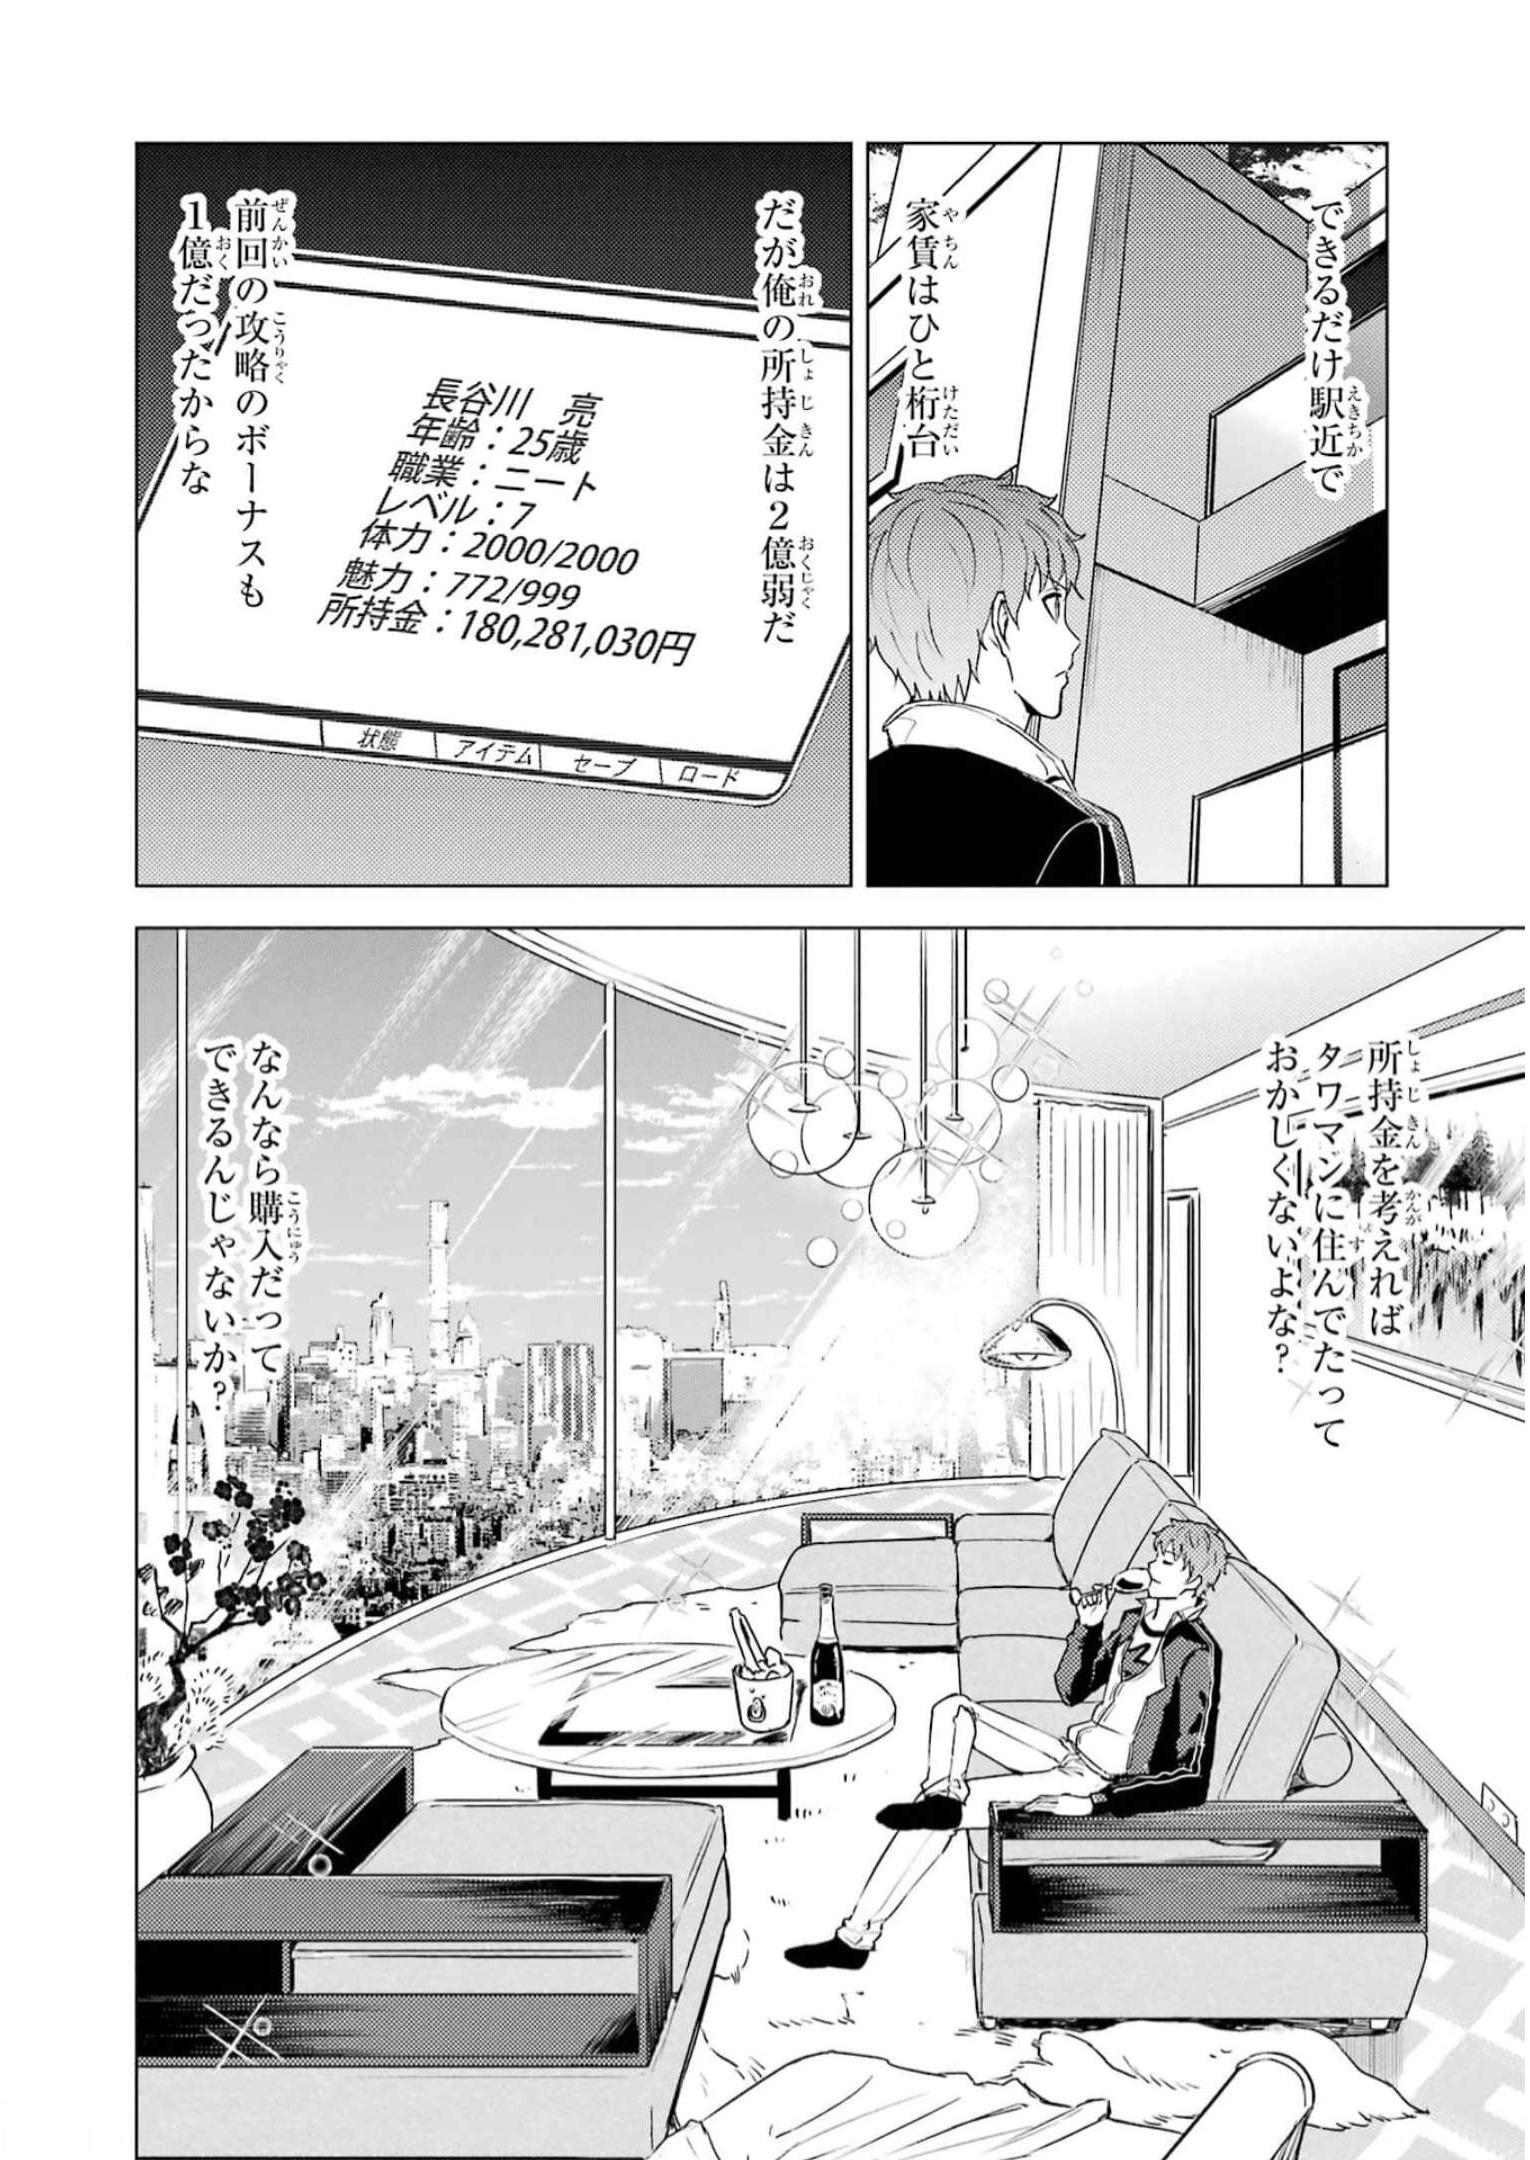 できるだけ駅近で
家賃はひと桁台
だが俺の所持金は2億弱だ
長谷川　亮
年齢：25歳
職業：ニート
レベル：7
体力：2000/2000
魅力：772/999
所持金：180,281,030円
状態
アイテム
セーブ
ロード
前回の攻略のボーナスも
1億だったからな
所持金を考えれば
タワマンに住んでたって
おかしくないよな？
なんなら購入だって
できるんじゃないか？